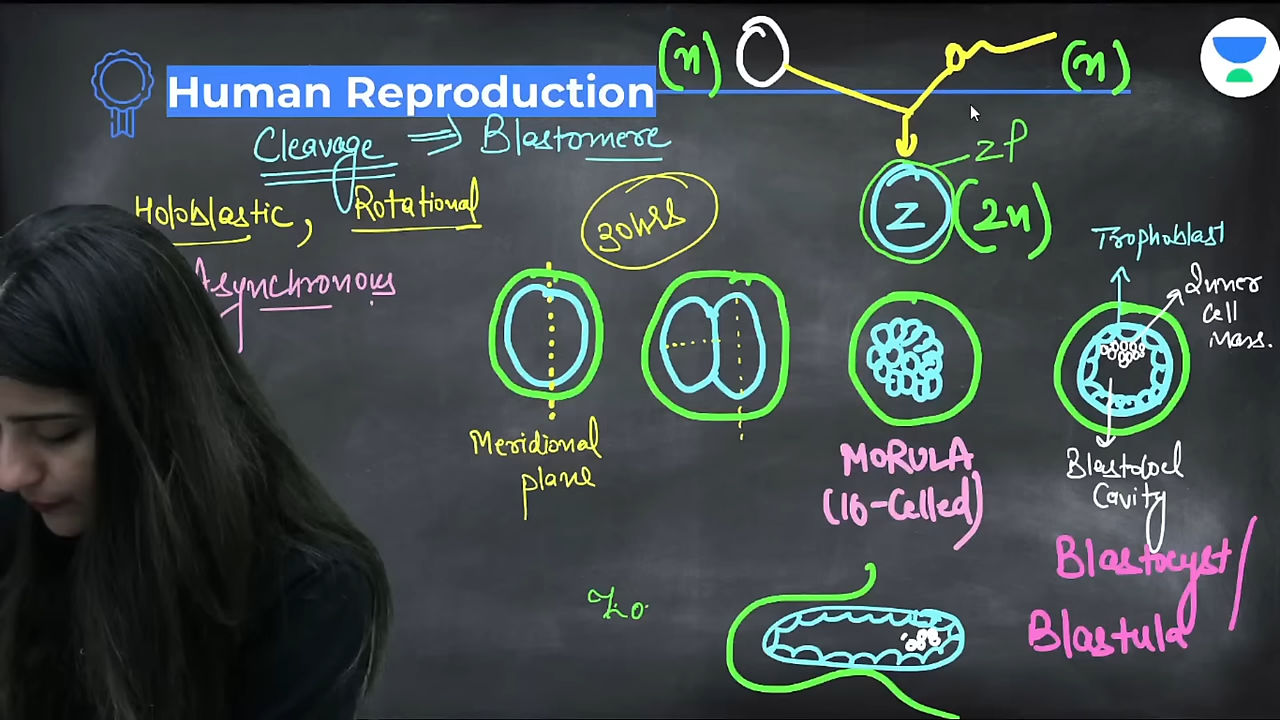 (n)
(n)
Human Reproduction
Cleavage ⇒ Blastomere
ZP
Holoblastic, Rotational
30hrs
Z (2n)
Asynchronous
Trophoblast
Inner
Cell
Mass.
Meridional
plane
MORULA
(16-Celled)
Blastocoel
Cavity
Blastocyst/
Blastula
Zo